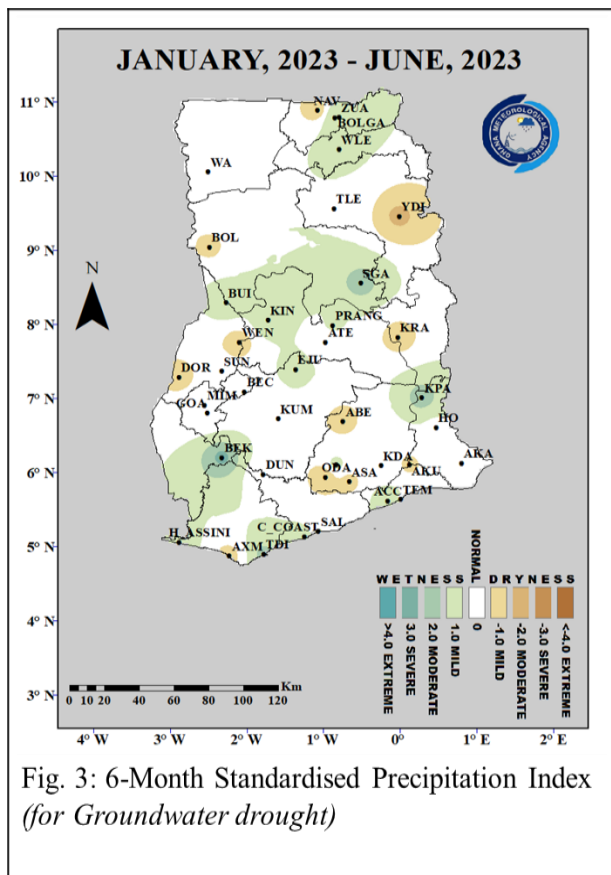 JANUARY, 2023 - JUNE, 2023
11° N
10° N
9° N
8° N
7° N
6° N
5° N
4° N
3° N
NAV
ZUA
BOLGA
WLE
WA
TLE
YDI
BOL
SGA
BUI
KIN
PRANG
KRA
WEN
ATE
SUN
DOR
EJU
BEC
KPA
MIM
GOA
KUM
ABE
HO
BEK
DUN
ODA
ASA
KDA
AKU
AKA
ACC
TEM
H_ASSINI
C_COAST
SAL
AXM
TDI
GHANA METEOROLOGICAL AGENCY
N
WETNESS
NORMAL
DRYNESS
>4.0 EXTREME
3.0 SEVERE
2.0 MODERATE
1.0 MILD
0
-1.0 MILD
-2.0 MODERATE
-3.0 SEVERE
<-4.0 EXTREME
0 10 20 40 60 80 100 120 Km
4° W
3° W
2° W
1° W
0°
1° E
2° E
Fig. 3: 6-Month Standardised Precipitation Index
(for Groundwater drought)